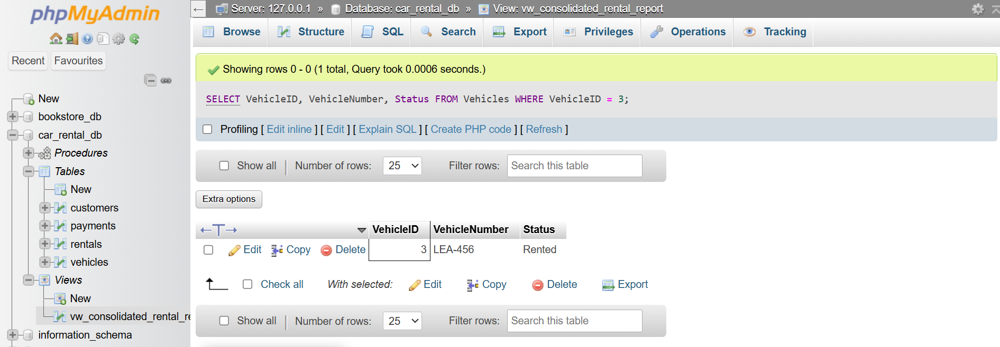 phpMyAdmin
Recent Favourites
New
bookstore_db
car_rental_db
Procedures
Tables
New
customers
payments
rentals
vehicles
Views
New
vw_consolidated_rental_re
information_schema
← Server: 127.0.0.1 » Database: car_rental_db » View: vw_consolidated_rental_report
Browse Structure SQL Search Export Privileges Operations Tracking
Showing rows 0 - 0 (1 total, Query took 0.0006 seconds.)
SELECT VehicleID, VehicleNumber, Status FROM Vehicles WHERE VehicleID = 3;
Profiling [ Edit inline ] [ Edit ] [ Explain SQL ] [ Create PHP code ] [ Refresh ]
Show all Number of rows: 25 Filter rows: Search this table
Extra options
←T→ VehicleID VehicleNumber Status
Edit Copy Delete 3 LEA-456 Rented
Check all With selected: Edit Copy Delete Export
Show all Number of rows: 25 Filter rows: Search this table